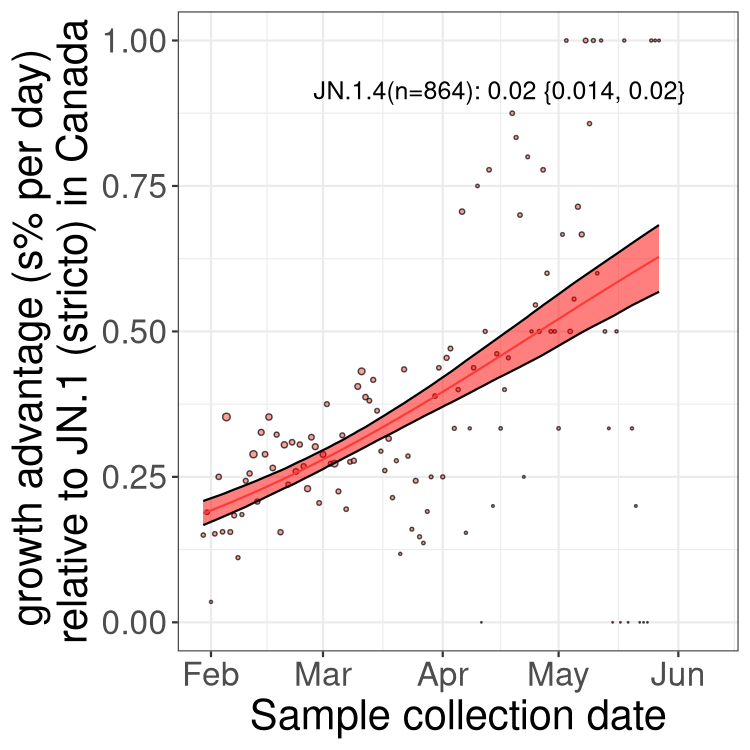 growth advantage (s% per day)
relative to JN.1 (stricto) in Canada
1.00
0.75
0.50
0.25
0.00
JN.1.4(n=864): 0.02 {0.014, 0.02}
Feb Mar Apr May Jun
Sample collection date